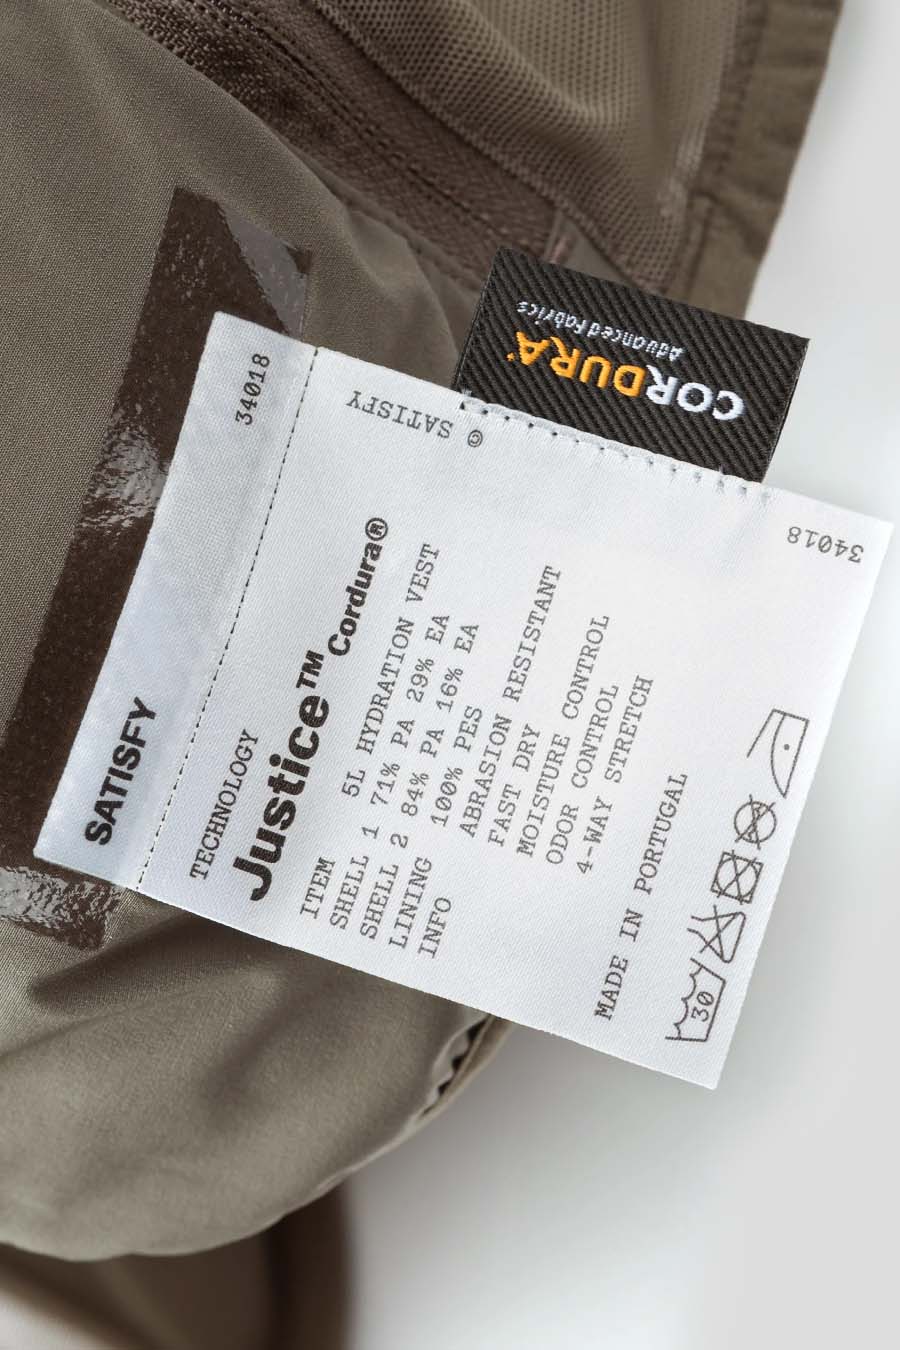 CORDURA®
Advanced Fabrics
34018
SATISFY
© SATISFY
34018
TECHNOLOGY
Justice™ Cordura®
ITEM 5L HYDRATION VEST
SHELL 1 71% PA 29% EA
SHELL 2 84% PA 16% EA
LINING 100% PES
INFO ABRASION RESISTANT
FAST DRY
MOISTURE CONTROL
ODOR CONTROL
4-WAY STRETCH
MADE IN PORTUGAL
30